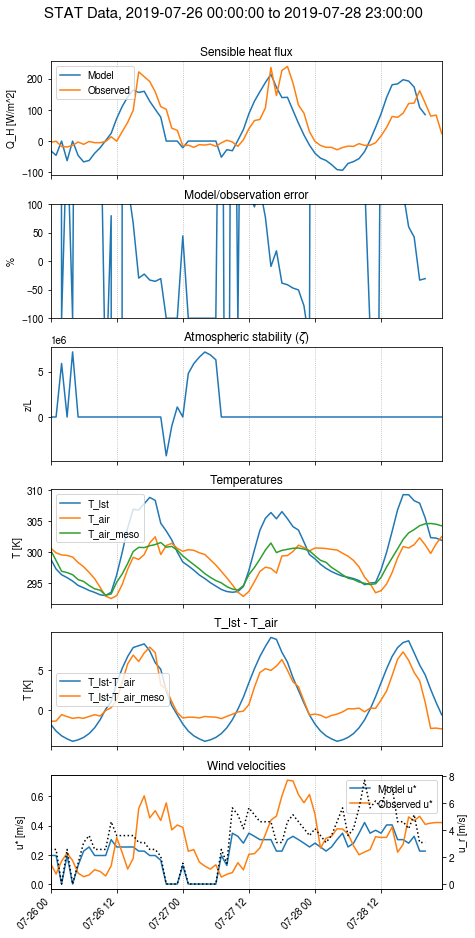 STAT Data, 2019-07-26 00:00:00 to 2019-07-28 23:00:00
Sensible heat flux
Q_H [W/m^2]
200
100
0
−100
Model
Observed
Model/observation error
%
100
50
0
−50
−100
Atmospheric stability (ζ)
1e6
z/L
5
0
Temperatures
T [K]
310
305
300
295
T_lst
T_air
T_air_meso
T_lst - T_air
T [K]
5
0
T_lst-T_air
T_lst-T_air_meso
Wind velocities
u* [m/s]
0.6
0.4
0.2
0.0
Model u*
Observed u*
8
6
4
2
0
u_r [m/s]
07-26 00
07-26 12
07-27 00
07-27 12
07-28 00
07-28 12